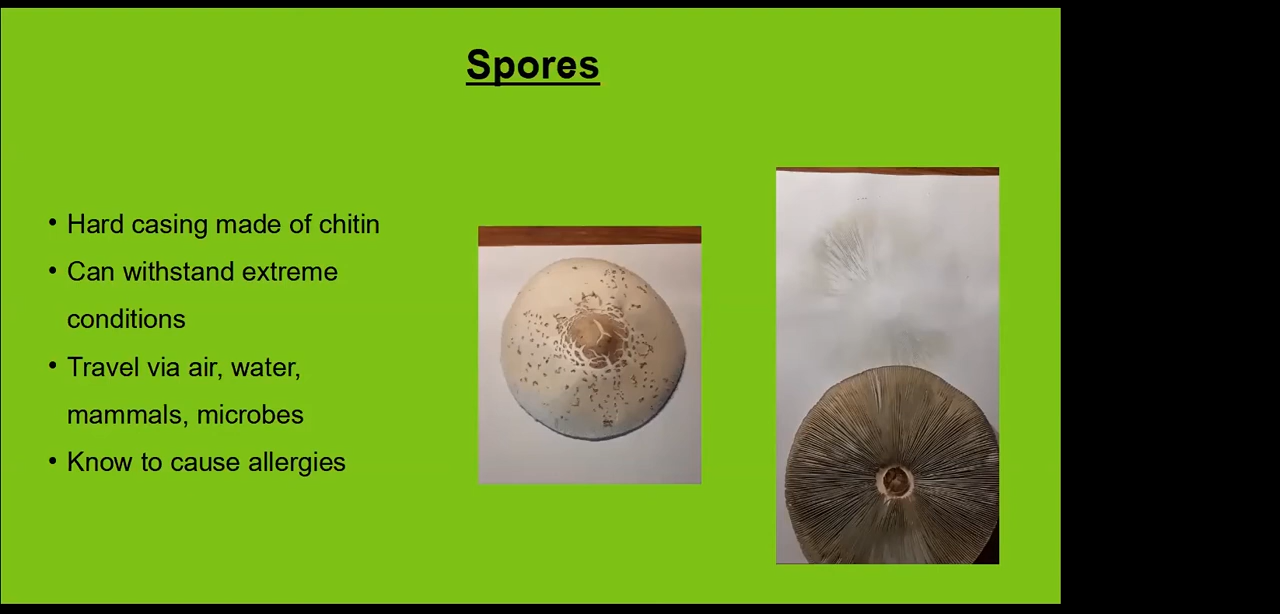 Spores
• Hard casing made of chitin
• Can withstand extreme
conditions
• Travel via air, water,
mammals, microbes
• Know to cause allergies